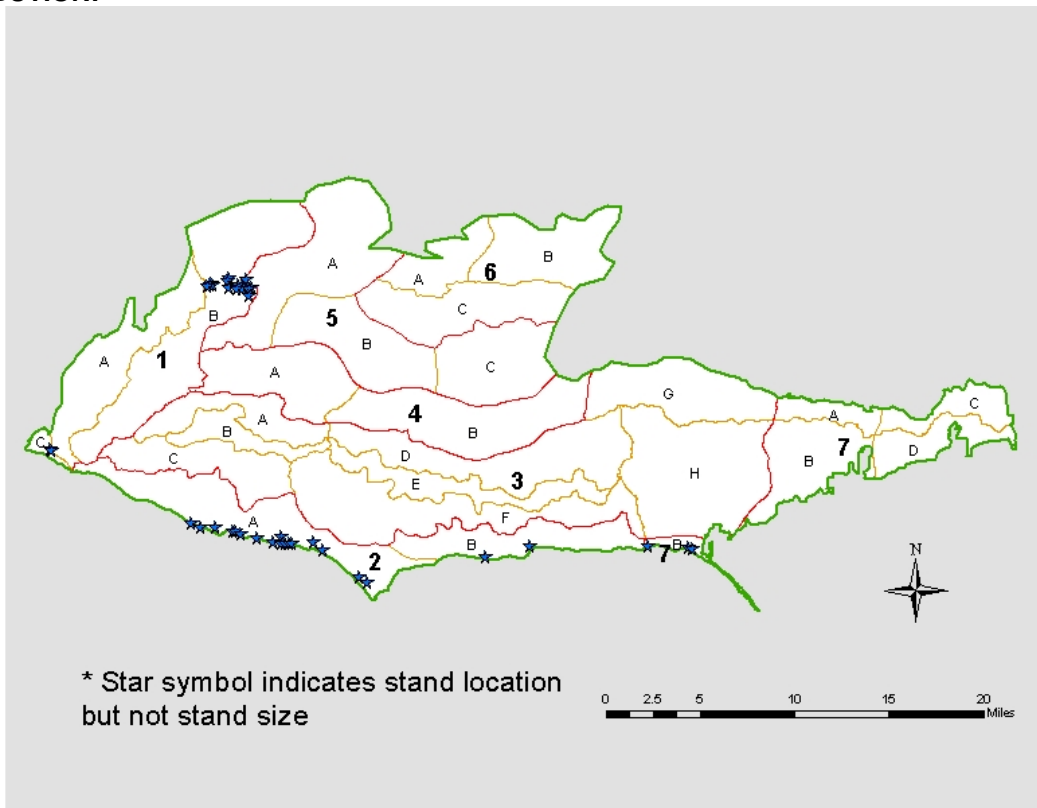 A
B
A
6
B
C
B
A
1
5
B
C
A
C
G
A
4
B
A
B
C
C
D
E
3
H
B
7
D
F
A
B
2
B
7
N
* Star symbol indicates stand location
but not stand size
0 2.5 5 10 15 20
Miles